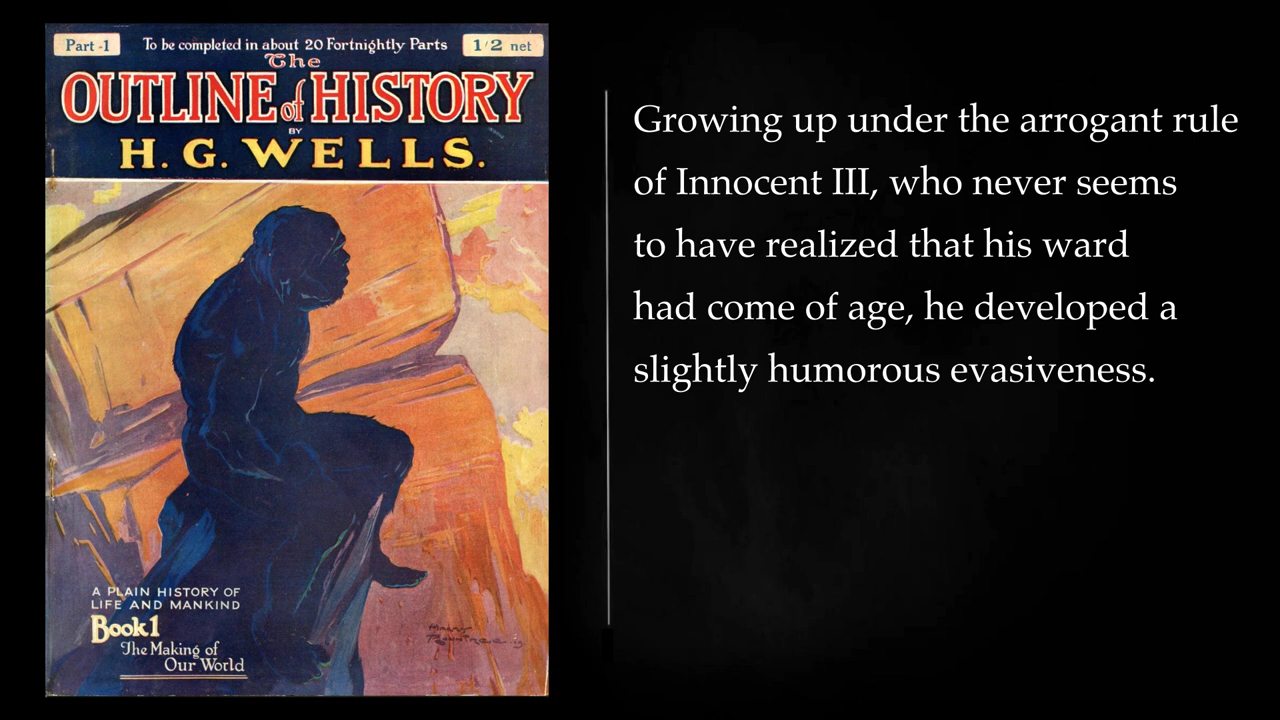 Part -1
To be completed in about 20 Fortnightly Parts
1/2 net
The
OUTLINE of HISTORY
BY
H. G. WELLS.
A PLAIN HISTORY OF
LIFE AND MANKIND
Book 1
The Making of
Our World
Growing up under the arrogant rule
of Innocent III, who never seems
to have realized that his ward
had come of age, he developed a
slightly humorous evasiveness.